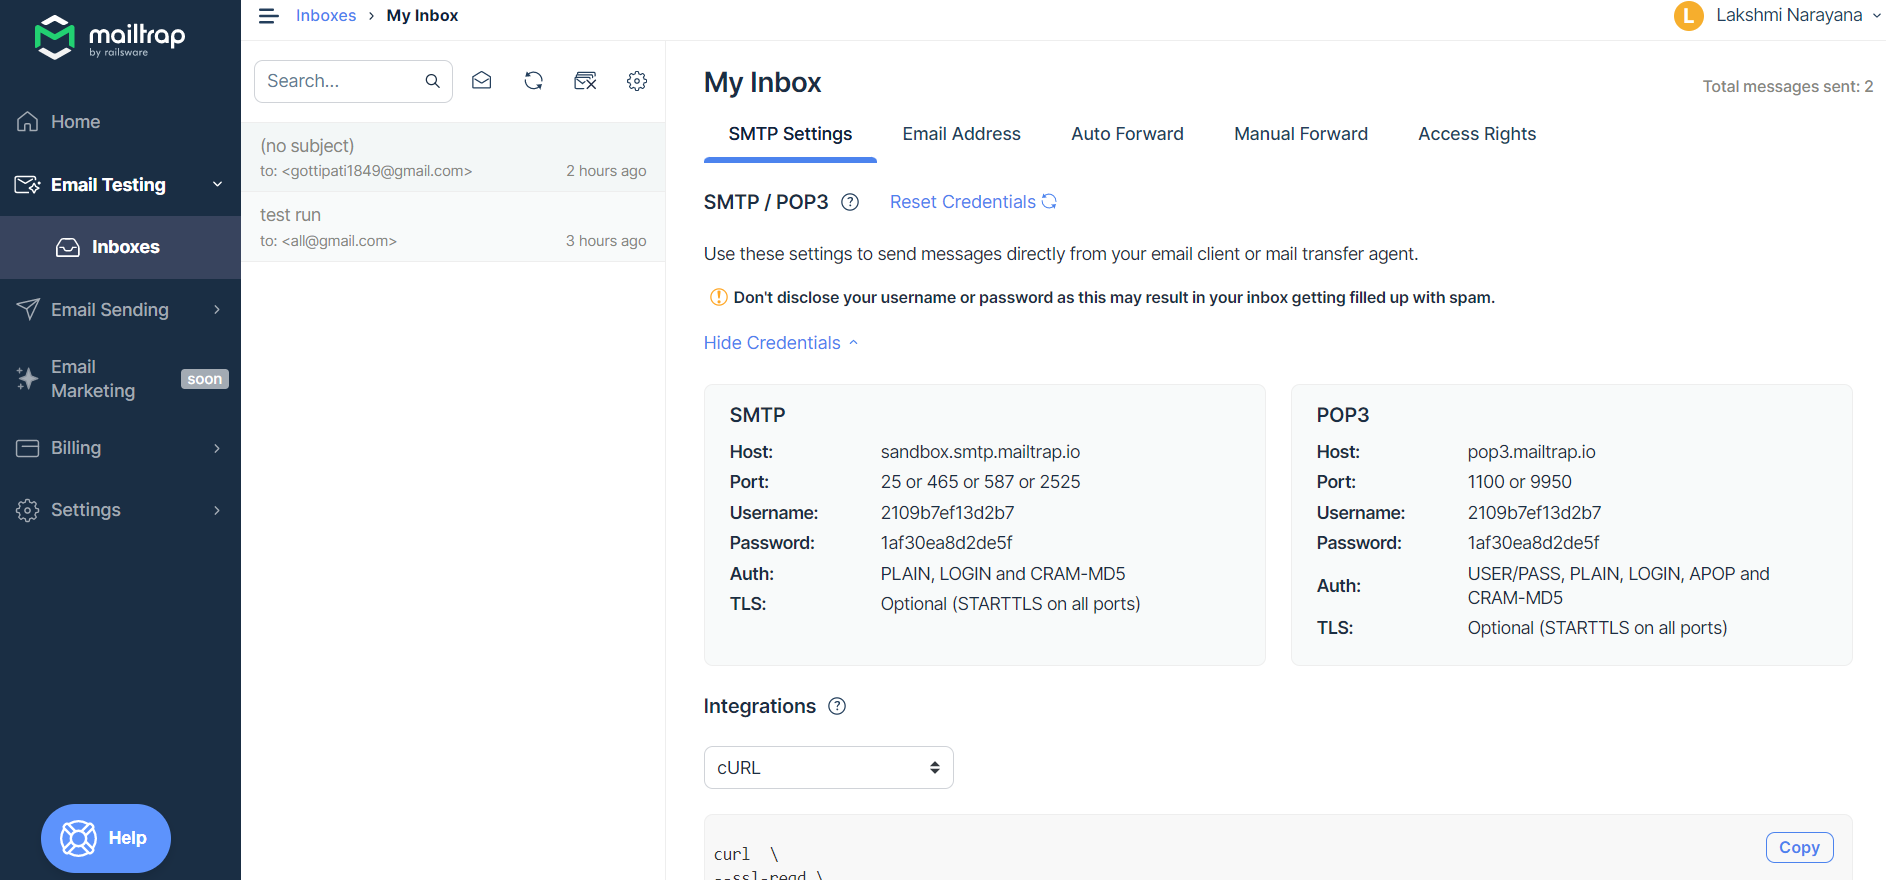 mailtrap
by railsware
Home
Email Testing
Inboxes
Email Sending
Email
Marketing
soon
Billing
Settings
Help
Inboxes > My Inbox
L Lakshmi Narayana
Search...
(no subject)
to: <gottipati1849@gmail.com> 2 hours ago
test run
to: <all@gmail.com> 3 hours ago
My Inbox
Total messages sent: 2
SMTP Settings Email Address Auto Forward Manual Forward Access Rights
SMTP / POP3 ? Reset Credentials
Use these settings to send messages directly from your email client or mail transfer agent.
Don't disclose your username or password as this may result in your inbox getting filled up with spam.
Hide Credentials
SMTP
Host: sandbox.smtp.mailtrap.io
Port: 25 or 465 or 587 or 2525
Username: 2109b7ef13d2b7
Password: 1af30ea8d2de5f
Auth: PLAIN, LOGIN and CRAM-MD5
TLS: Optional (STARTTLS on all ports)
POP3
Host: pop3.mailtrap.io
Port: 1100 or 9950
Username: 2109b7ef13d2b7
Password: 1af30ea8d2de5f
Auth: USER/PASS, PLAIN, LOGIN, APOP and
CRAM-MD5
TLS: Optional (STARTTLS on all ports)
Integrations ?
cURL
Copy
curl \
--ssl-reqd \